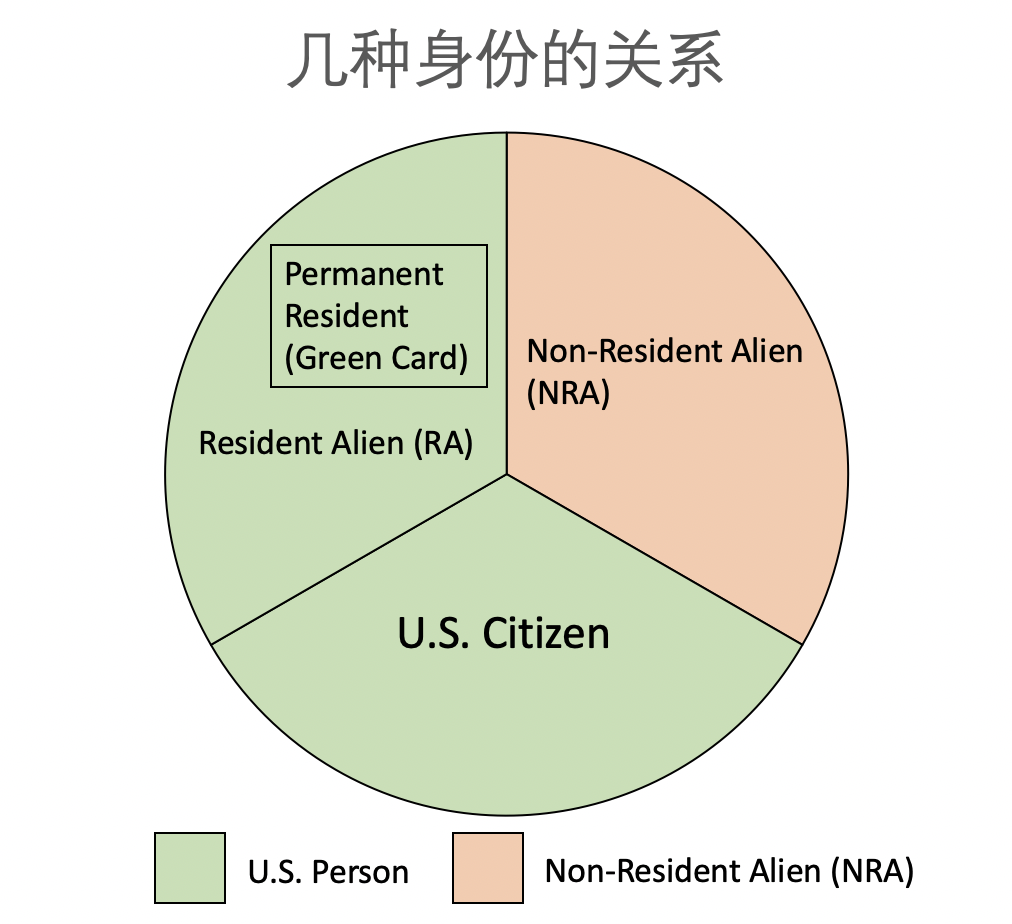 几种身份的关系
Permanent
Resident
(Green Card)
Resident Alien (RA)
Non-Resident Alien
(NRA)
U.S. Citizen
U.S. Person
Non-Resident Alien (NRA)